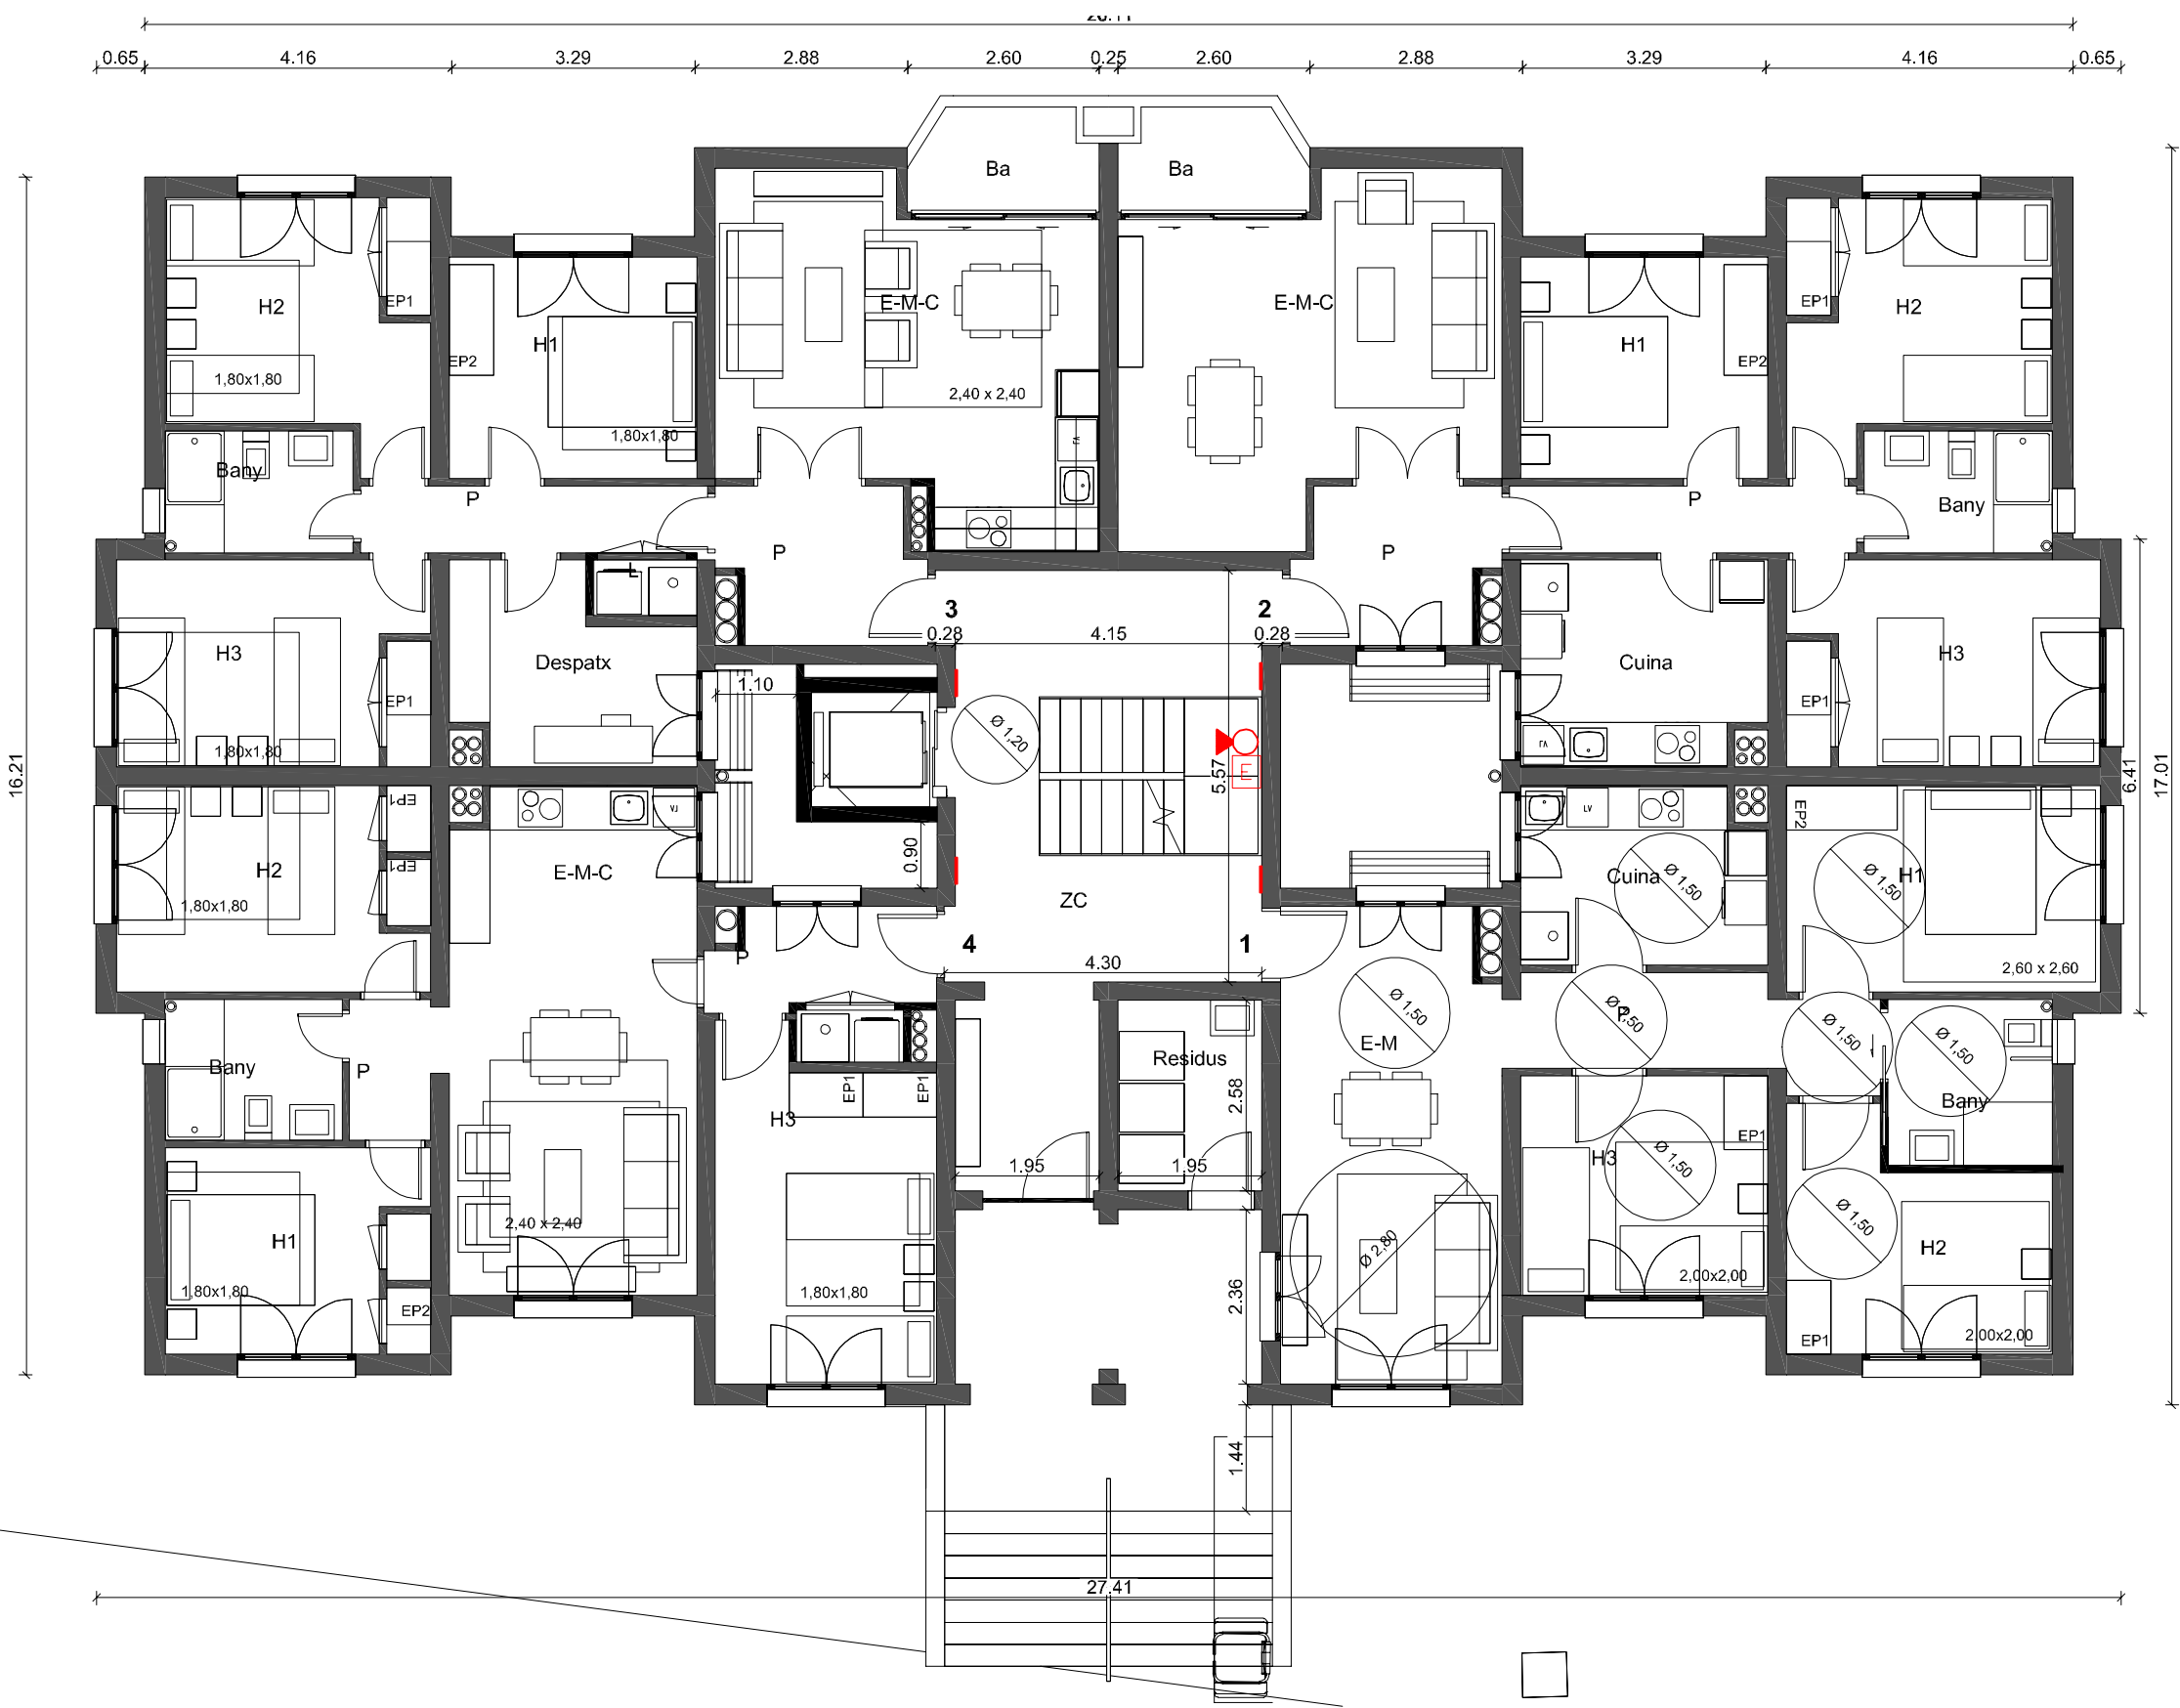 0.65 4.16 3.29 2.88 2.60 0.25 2.60 2.88 3.29 4.16 0.65
Ba Ba
H2 EP1 E-M-C E-M-C EP1 H2
H1 EP2 H1 EP2
1,80x1,80 2,40 x 2,40
1,80x1,80
LV
Bany P P Bany
P P
L
3 2
0.28 4.15 0.28
H3 Despatx Cuina H3
1.10
EP1 EP1
Ø 1,20
1,80x1,80
E
5.57
LV
16.21 6.41 17.01
EP1 LV LV EP2
0.90
EP1 H2 E-M-C Cuina Ø 1,50 Ø 1,50 H1
1,80x1,80 ZC
P 4 1
4.30 2,60 x 2,60
Ø 1,50 P Ø 1,50 Ø 1,50 Ø 1,50
E-M
Bany P Residus
EP1 EP1 2.58 Bany
H3 EP1
H3 Ø 1,50
1.95 1.95
2,40 x 2,40 Ø 1,50
H1 Ø 2,80 H2
1,80x1,80 1,80x1,80 2.36 2,00x2,00
EP2 EP1 2,00x2,00
1.44
27.41